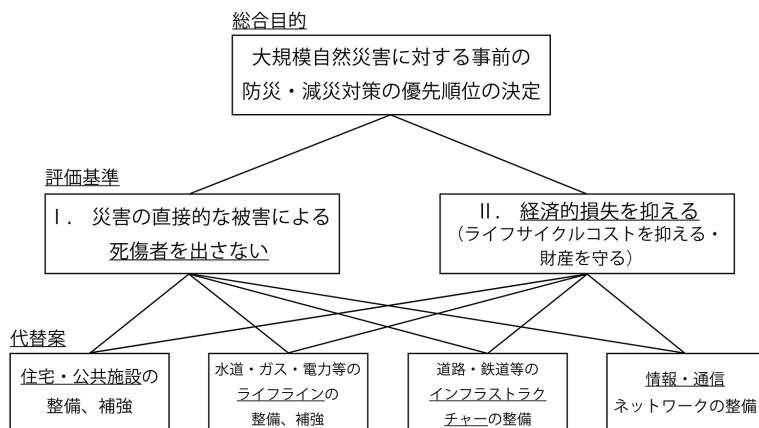 総合目的
大規模自然災害に対する事前の
防災・減災対策の優先順位の決定
評価基準
Ⅰ. 災害の直接的な被害による
死傷者を出さない
Ⅱ. 経済的損失を抑える
(ライフサイクルコストを抑える・
財産を守る)
代替案
住宅・公共施設の
整備、補強
水道・ガス・電力等の
ライフラインの
整備、補強
道路・鉄道等の
インフラストラク
チャーの整備
情報・通信
ネットワークの整備